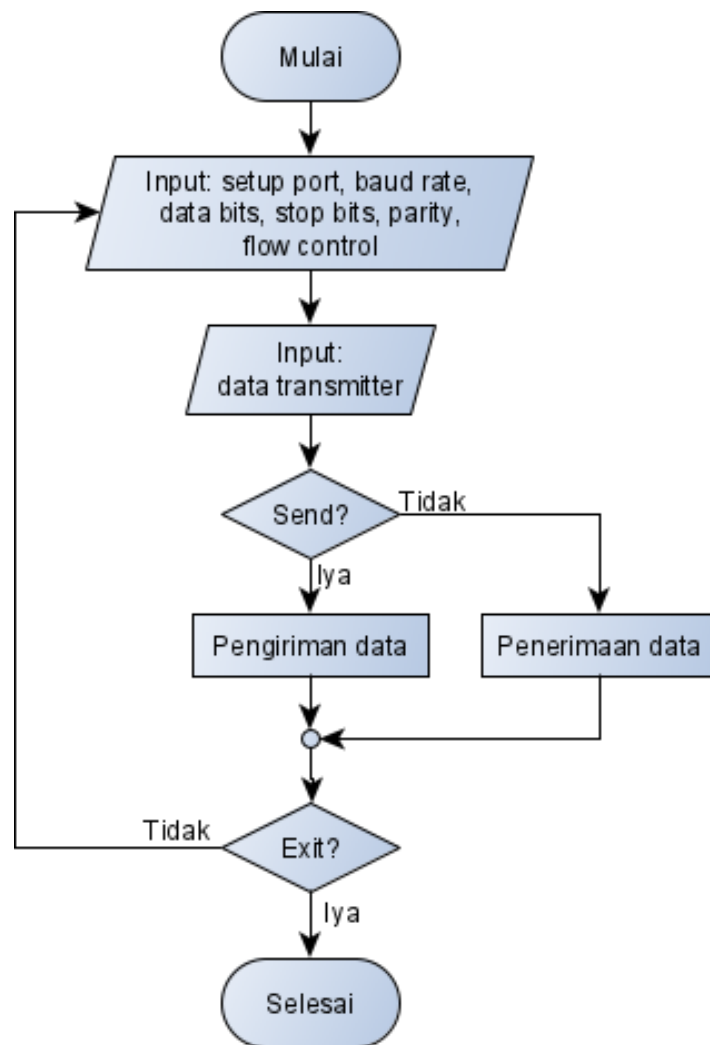 Mulai
Input: setup port, baud rate,
data bits, stop bits, parity,
flow control
Input:
data transmitter
Send?
Tidak
Iya
Pengiriman data
Penerimaan data
Tidak
Exit?
Iya
Selesai